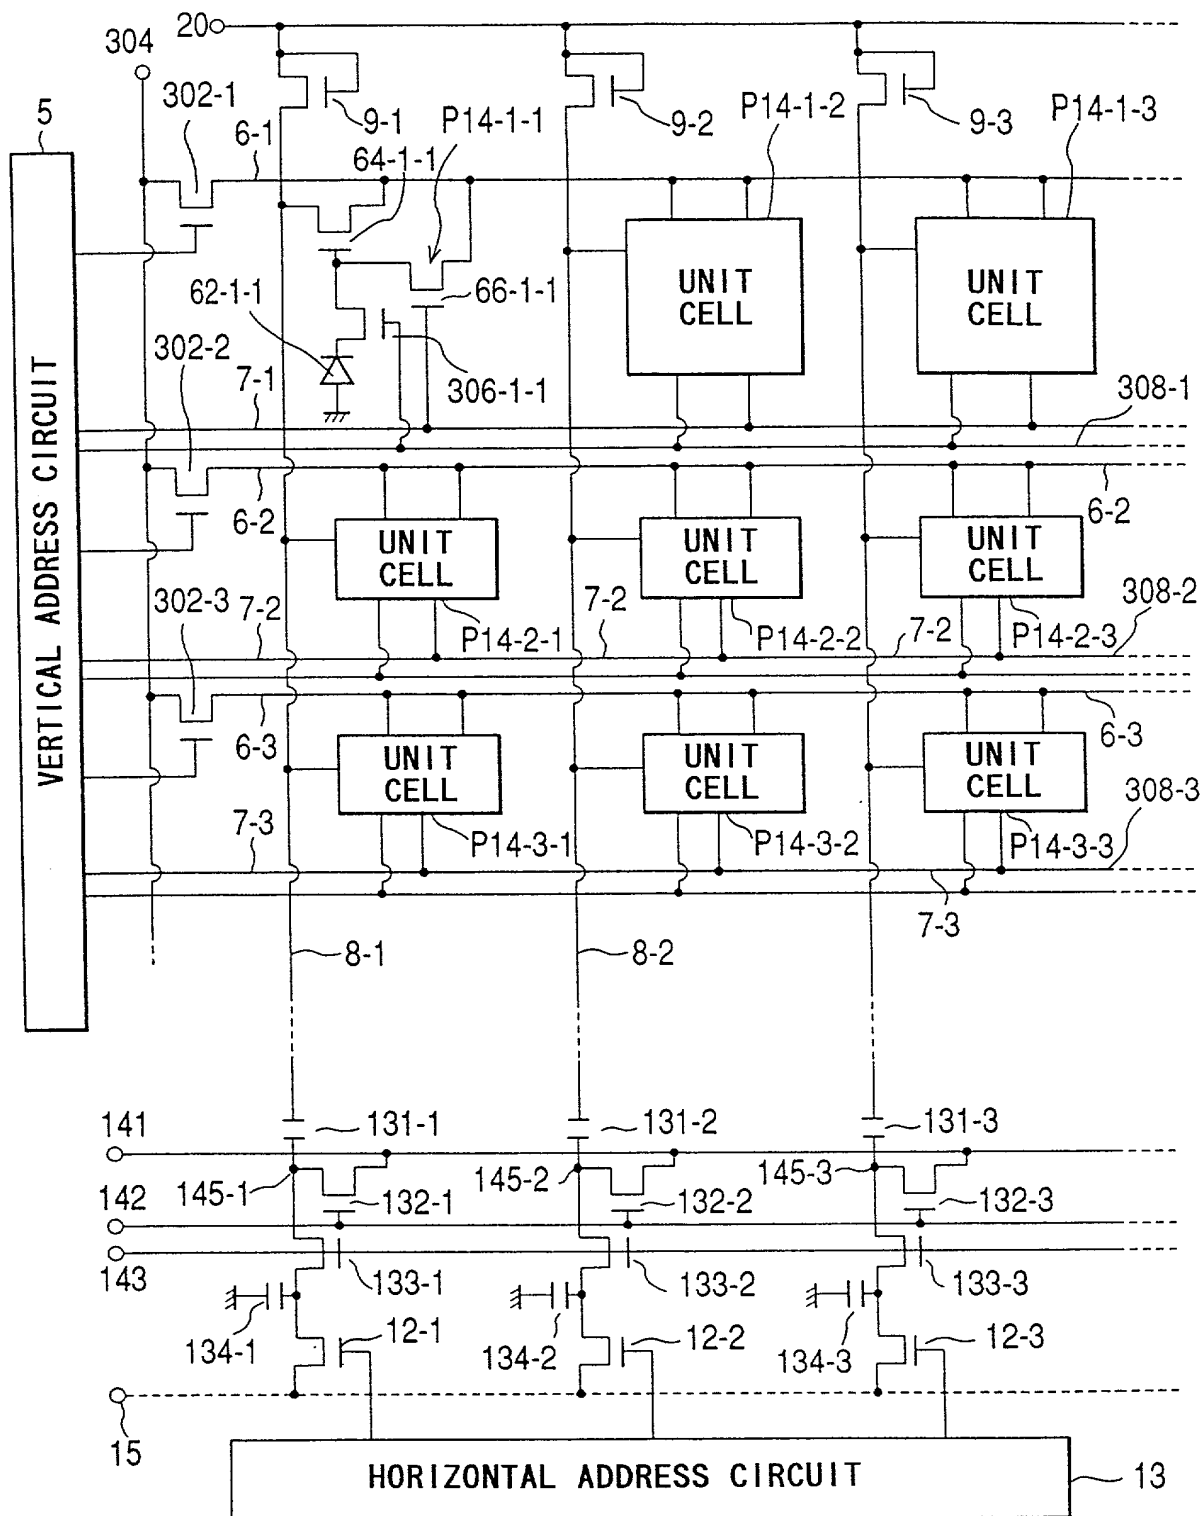 20
304
302-1
5
6-1
9-1
P14-1-1
64-1-1
9-2
P14-1-2
9-3
P14-1-3
UNIT CELL
UNIT CELL
62-1-1
66-1-1
302-2
7-1
306-1-1
308-1
VERTICAL ADDRESS CIRCUIT
6-2
6-2
UNIT CELL
UNIT CELL
UNIT CELL
302-3
7-2
P14-2-1
7-2
P14-2-2
7-2
P14-2-3
308-2
6-3
6-3
UNIT CELL
UNIT CELL
UNIT CELL
308-3
7-3
P14-3-1
P14-3-2
P14-3-3
7-3
8-1
8-2
141
131-1
131-2
131-3
145-1
145-2
145-3
142
132-1
132-2
132-3
143
133-1
133-2
133-3
134-1
12-1
134-2
12-2
134-3
12-3
15
HORIZONTAL ADDRESS CIRCUIT
13